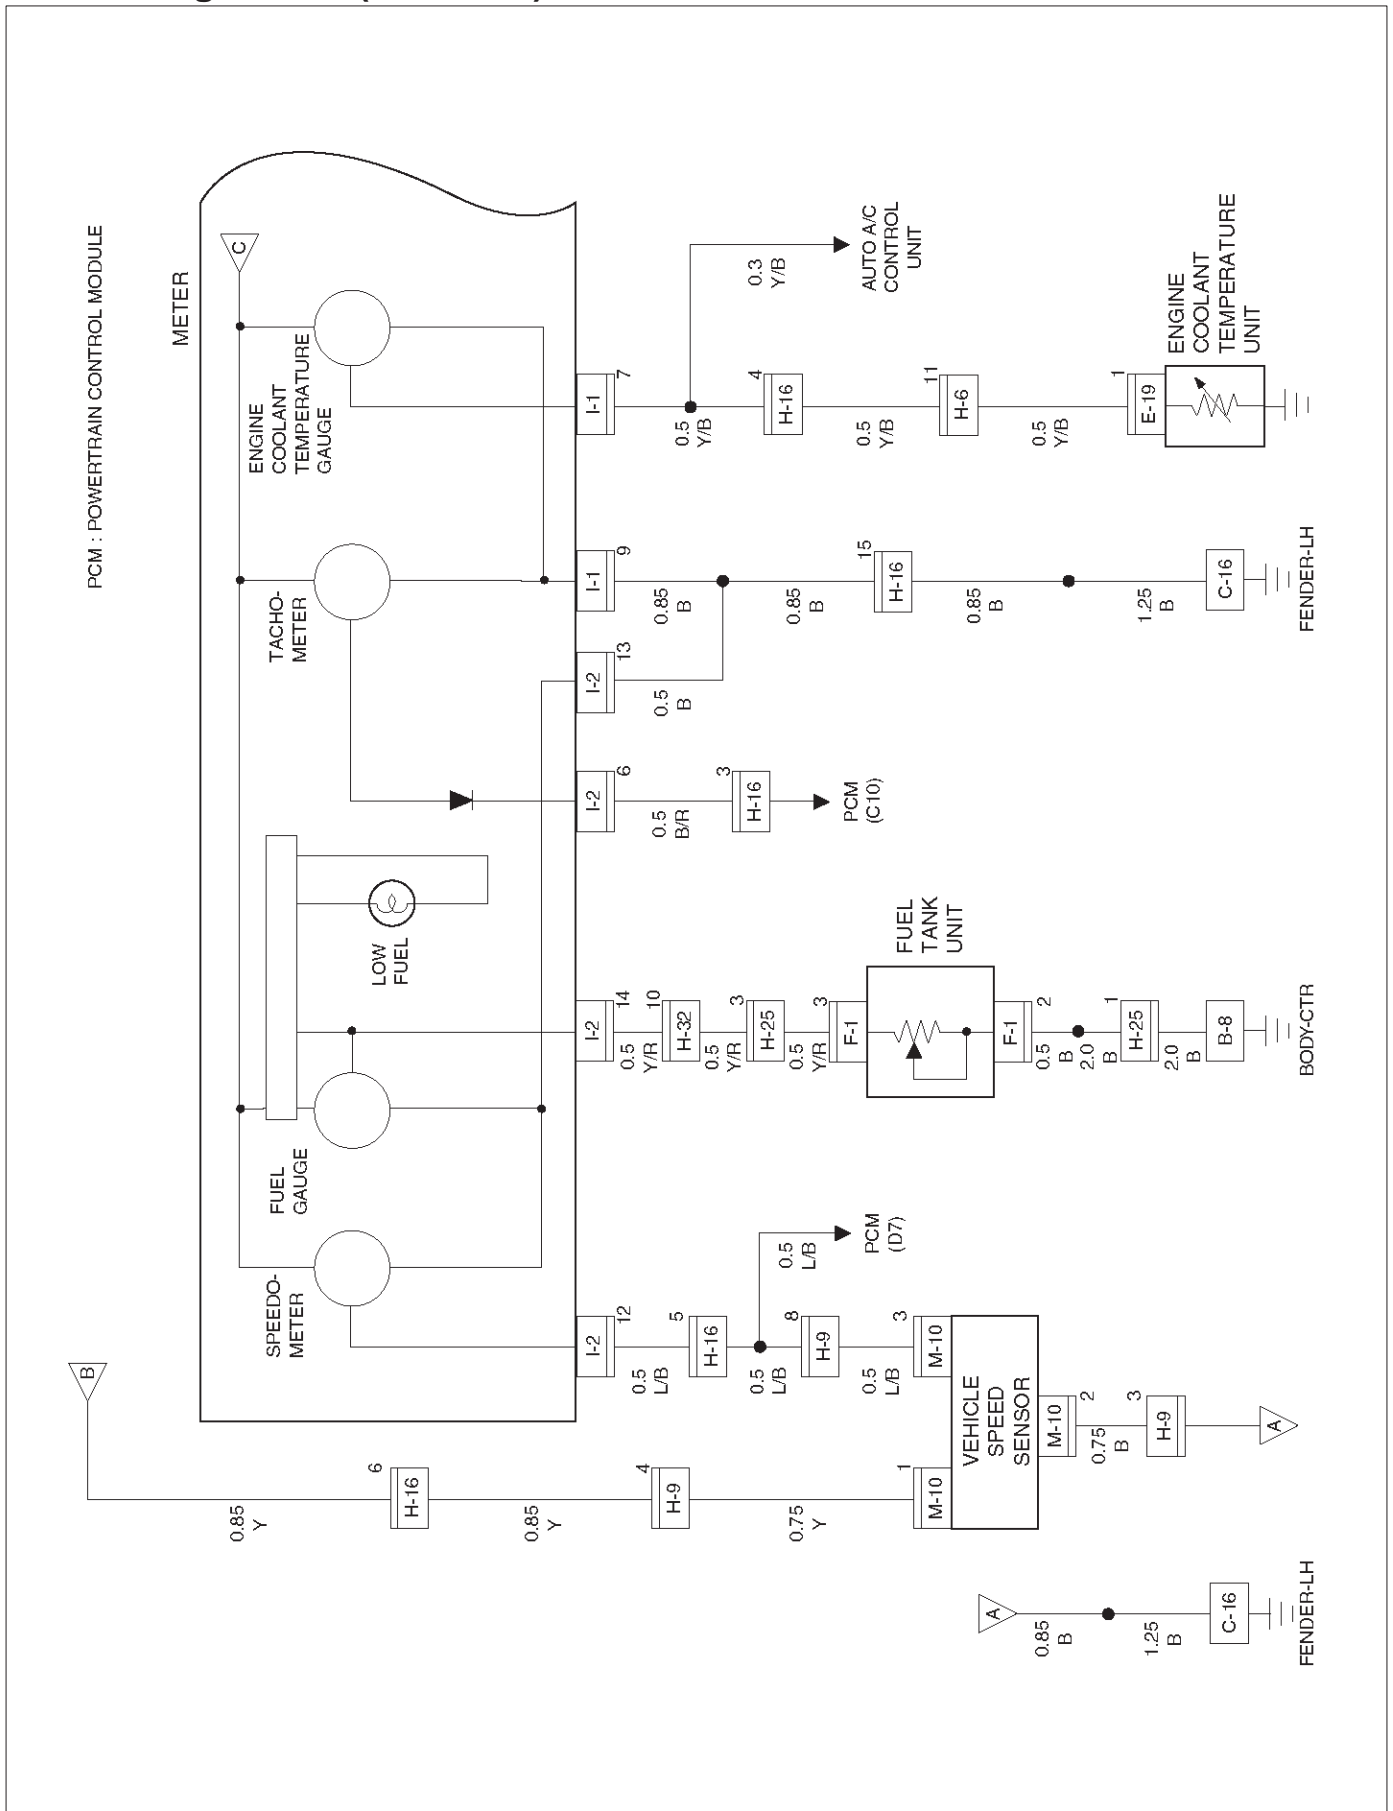 PCM : POWERTRAIN CONTROL MODULE
METER
B
0.85
Y
6
H-16
0.85
Y
4
H-9
0.75
Y
1
M-10
SPEEDO-
METER
I-2
12
0.5
L/B
5
H-16
0.5
L/B
0.5
L/B
PCM
(D7)
8
H-9
0.5
L/B
3
M-10
VEHICLE
SPEED
SENSOR
M-10
2
0.75
B
3
H-9
A
A
0.85
B
1.25
B
C-16
FENDER-LH
FUEL
GAUGE
LOW
FUEL
I-2
14
0.5
Y/R
10
H-32
0.5
Y/R
3
H-25
0.5
Y/R
3
F-1
FUEL
TANK
UNIT
F-1
2
0.5
B
2.0
B
1
H-25
2.0
B
B-8
BODY-CTR
TACHO-
METER
I-2
6
0.5
B/R
3
H-16
PCM
(C10)
I-2
13
0.5
B
I-1
9
0.85
B
0.85
B
15
H-16
0.85
B
1.25
B
C-16
FENDER-LH
C
ENGINE
COOLANT
TEMPERATURE
GAUGE
I-1
7
0.5
Y/B
0.3
Y/B
AUTO A/C
CONTROL
UNIT
4
H-16
0.5
Y/B
11
H-6
0.5
Y/B
1
E-19
ENGINE
COOLANT
TEMPERATURE
UNIT